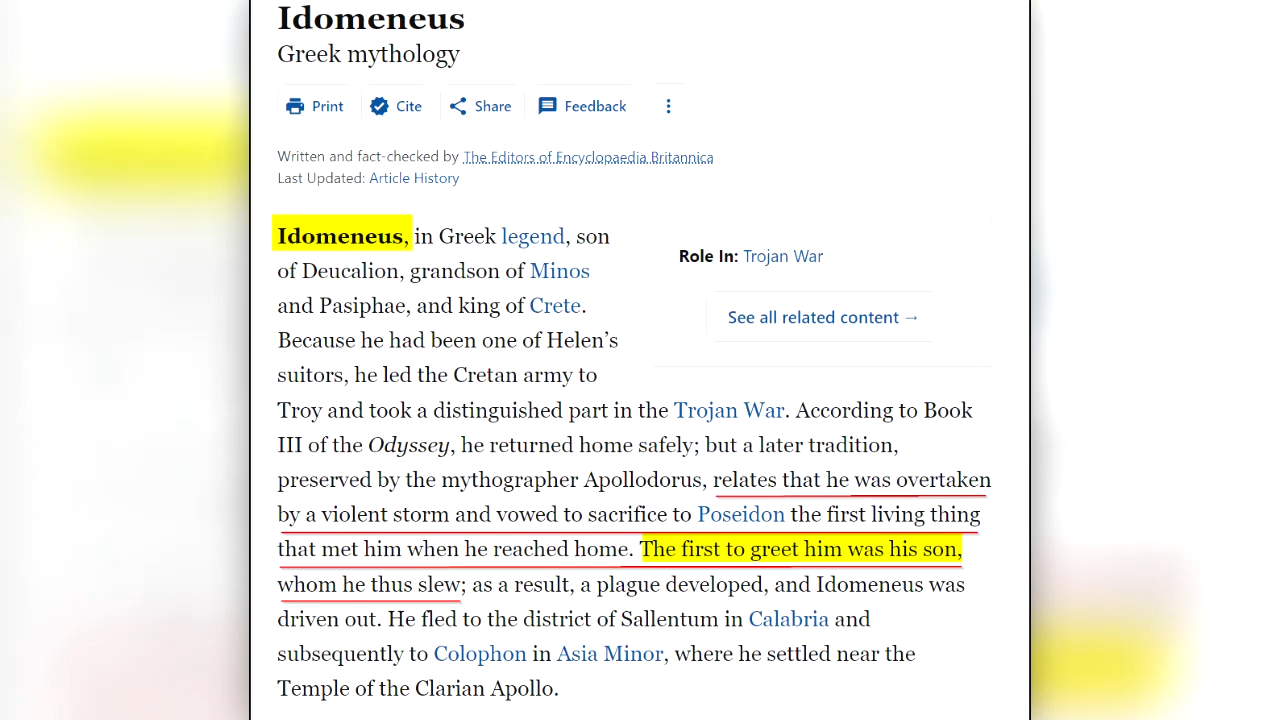 Idomeneus
Greek mythology
Print Cite Share Feedback
Written and fact-checked by The Editors of Encyclopaedia Britannica
Last Updated: Article History
Idomeneus, in Greek legend, son
of Deucalion, grandson of Minos
and Pasiphae, and king of Crete.
Because he had been one of Helen’s
suitors, he led the Cretan army to
Role In: Trojan War
See all related content →
Troy and took a distinguished part in the Trojan War. According to Book
III of the Odyssey, he returned home safely; but a later tradition,
preserved by the mythographer Apollodorus, relates that he was overtaken
by a violent storm and vowed to sacrifice to Poseidon the first living thing
that met him when he reached home. The first to greet him was his son,
whom he thus slew; as a result, a plague developed, and Idomeneus was
driven out. He fled to the district of Sallentum in Calabria and
subsequently to Colophon in Asia Minor, where he settled near the
Temple of the Clarian Apollo.